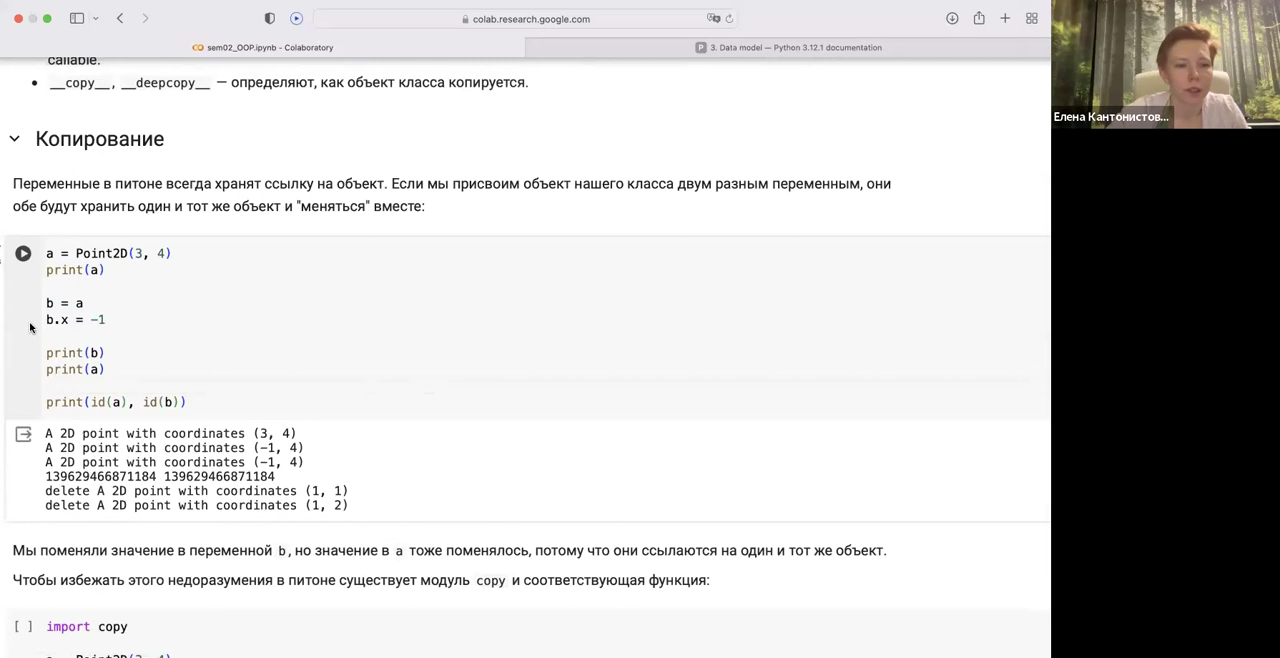 colab.research.google.com
sem02_OOP.ipynb - Colaboratory
3. Data model — Python 3.12.1 documentation
callable.
__copy__, __deepcopy__ — определяют, как объект класса копируется.
Копирование
Переменные в питоне всегда хранят ссылку на объект. Если мы присвоим объект нашего класса двум разным переменным, они
обе будут хранить один и тот же объект и "меняться" вместе:
a = Point2D(3, 4)
print(a)
b = a
b.x = -1
print(b)
print(a)
print(id(a), id(b))
A 2D point with coordinates (3, 4)
A 2D point with coordinates (-1, 4)
A 2D point with coordinates (-1, 4)
139629466871184 139629466871184
delete A 2D point with coordinates (1, 1)
delete A 2D point with coordinates (1, 2)
Мы поменяли значение в переменной b, но значение в a тоже поменялось, потому что они ссылаются на один и тот же объект.
Чтобы избежать этого недоразумения в питоне существует модуль copy и соответствующая функция:
[ ] import copy
a = Point2D(3, 4)
Елена Кантонистов...